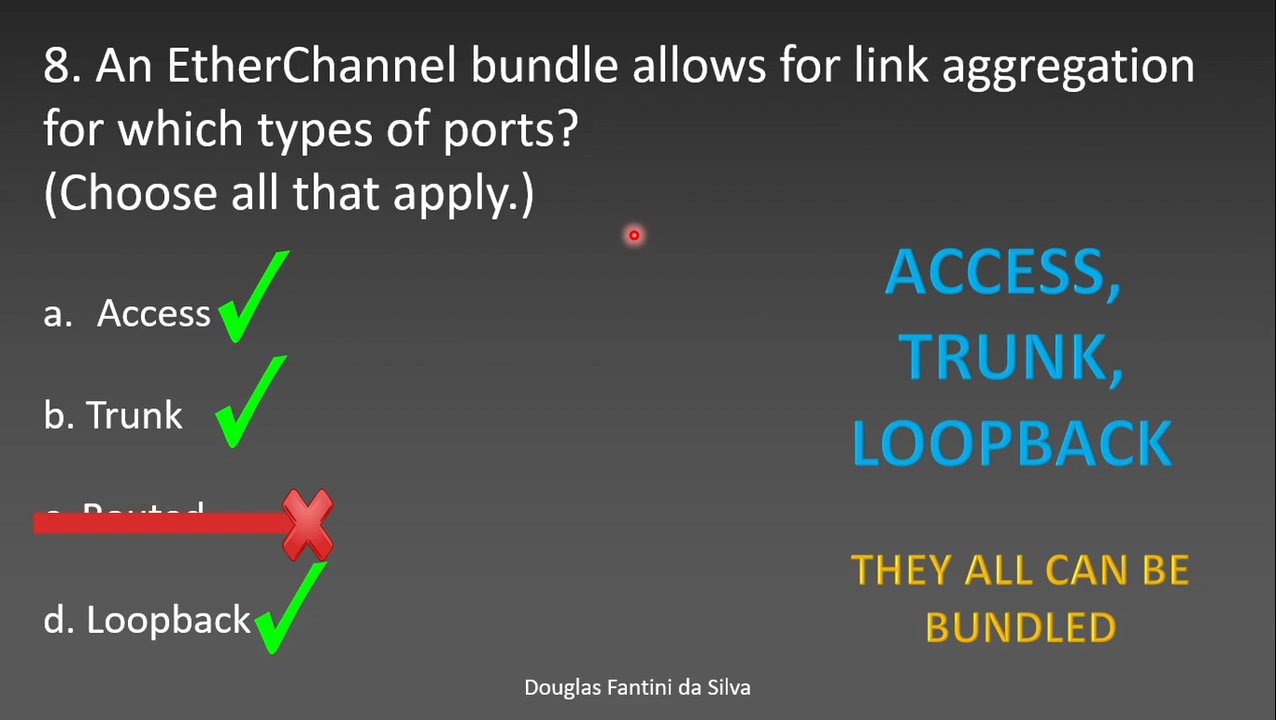 8. An EtherChannel bundle allows for link aggregation
for which types of ports?
(Choose all that apply.)
a. Access
b. Trunk
d. Loopback
ACCESS,
TRUNK,
LOOPBACK
THEY ALL CAN BE
BUNDLED
Douglas Fantini da Silva